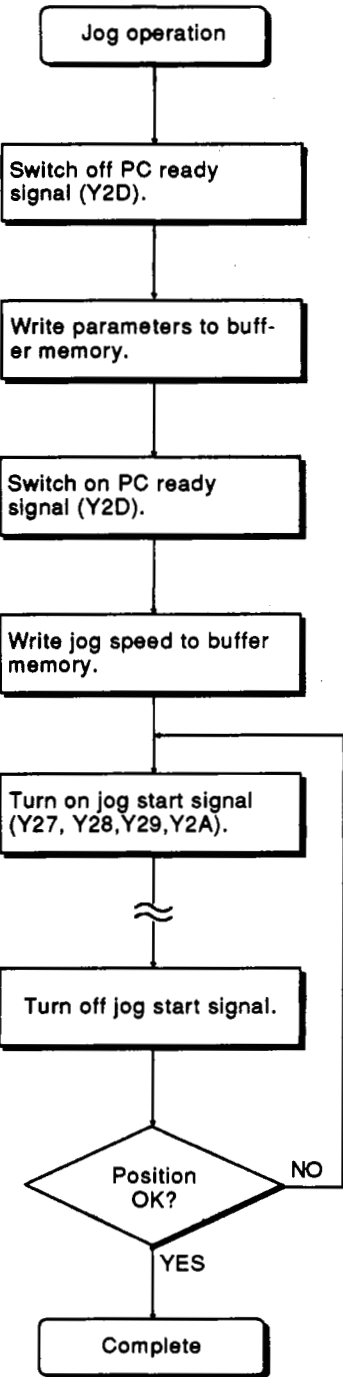 Jog operation
Switch off PC ready
signal (Y2D).
Write parameters to buff-
er memory.
Switch on PC ready
signal (Y2D).
Write jog speed to buffer
memory.
Turn on jog start signal
(Y27, Y28,Y29,Y2A).
Turn off jog start signal.
Position
OK?
NO
YES
Complete